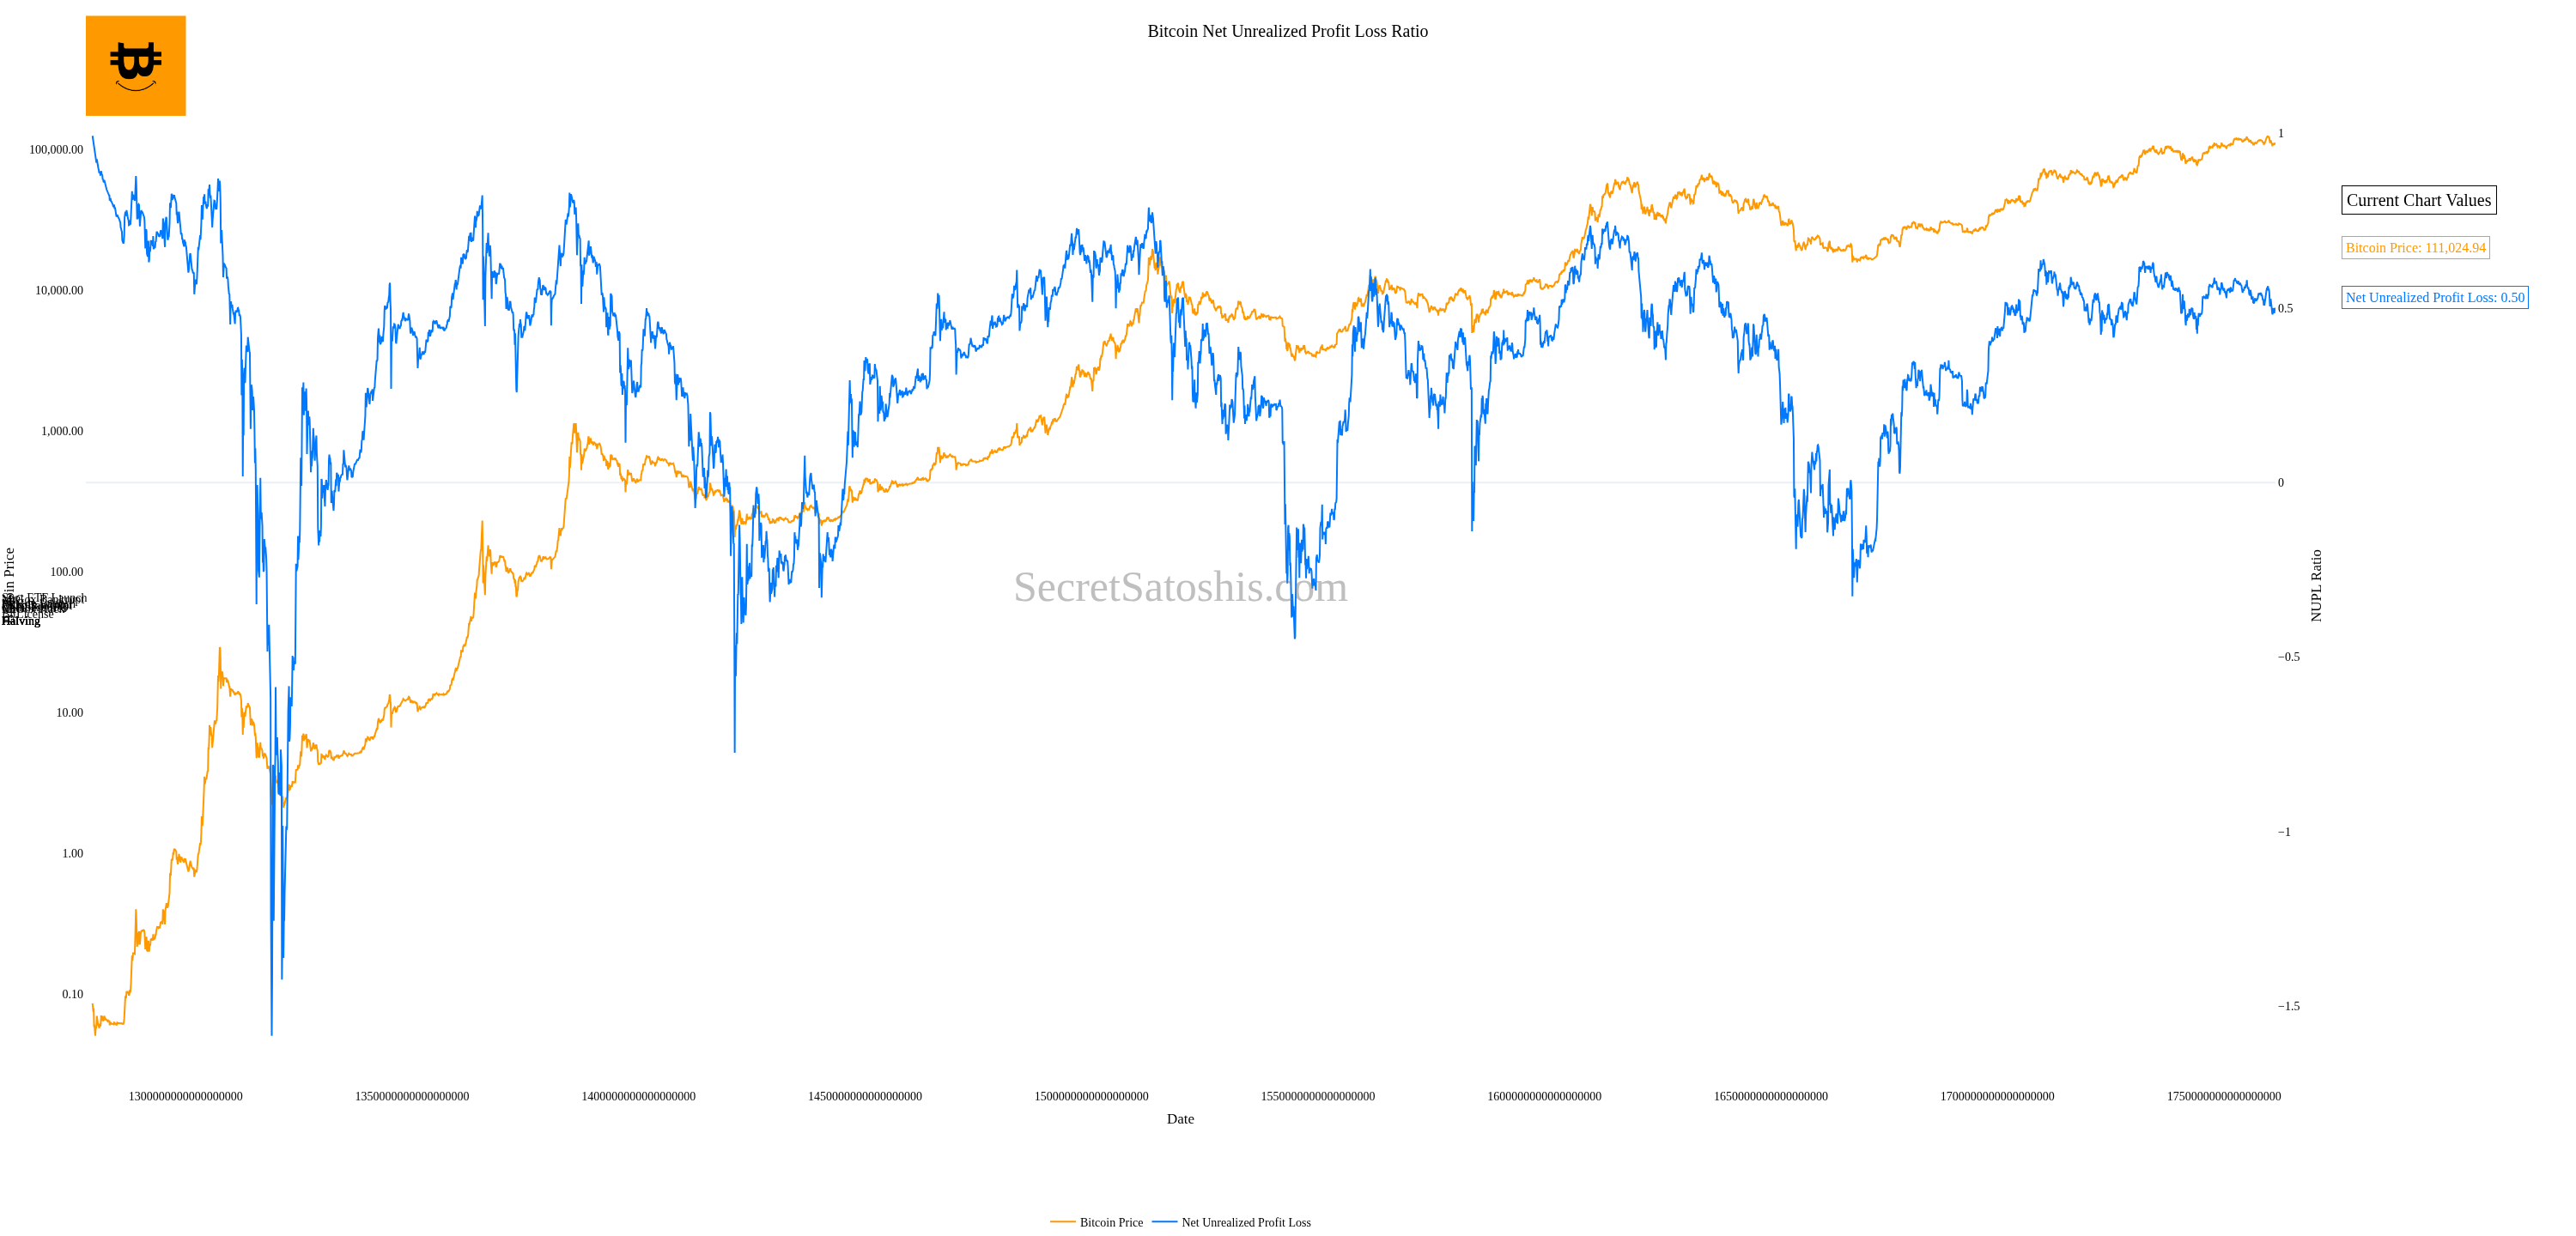 Bitcoin Net Unrealized Profit Loss Ratio
100,000.00
10,000.00
1,000.00
100.00
10.00
1.00
0.10
1
0.5
0
−0.5
−1
−1.5
Current Chart Values
Bitcoin Price: 111,024.94
Net Unrealized Profit Loss: 0.50
Price
Halving
SecretSatoshis.com
NUPL Ratio
1300000000000000000
1350000000000000000
1400000000000000000
1450000000000000000
1500000000000000000
1550000000000000000
1600000000000000000
1650000000000000000
1700000000000000000
1750000000000000000
Date
Bitcoin Price
Net Unrealized Profit Loss